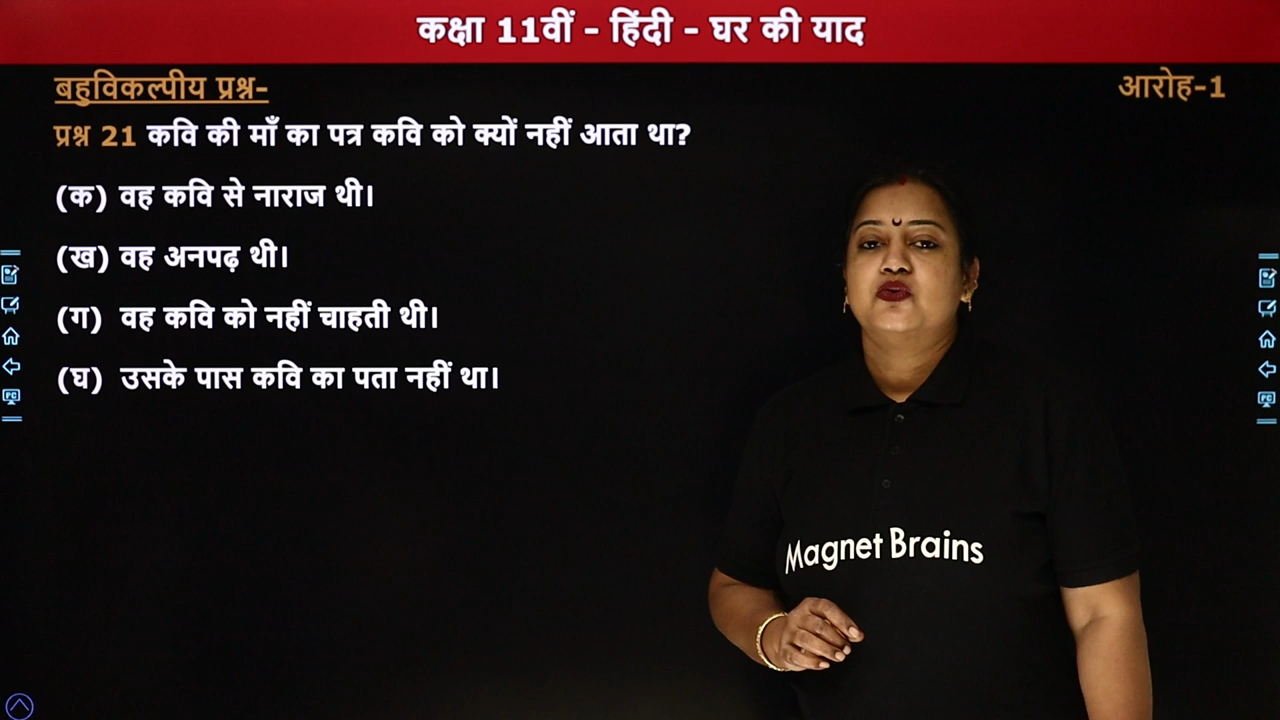 कक्षा 11वीं - हिंदी - घर की याद
बहुविकल्पीय प्रश्न-
आरोह-1
प्रश्न 21 कवि की माँ का पत्र कवि को क्यों नहीं आता था?
(क) वह कवि से नाराज थी।
(ख) वह अनपढ़ थी।
(ग) वह कवि को नहीं चाहती थी।
(घ) उसके पास कवि का पता नहीं था।
Magnet Brains